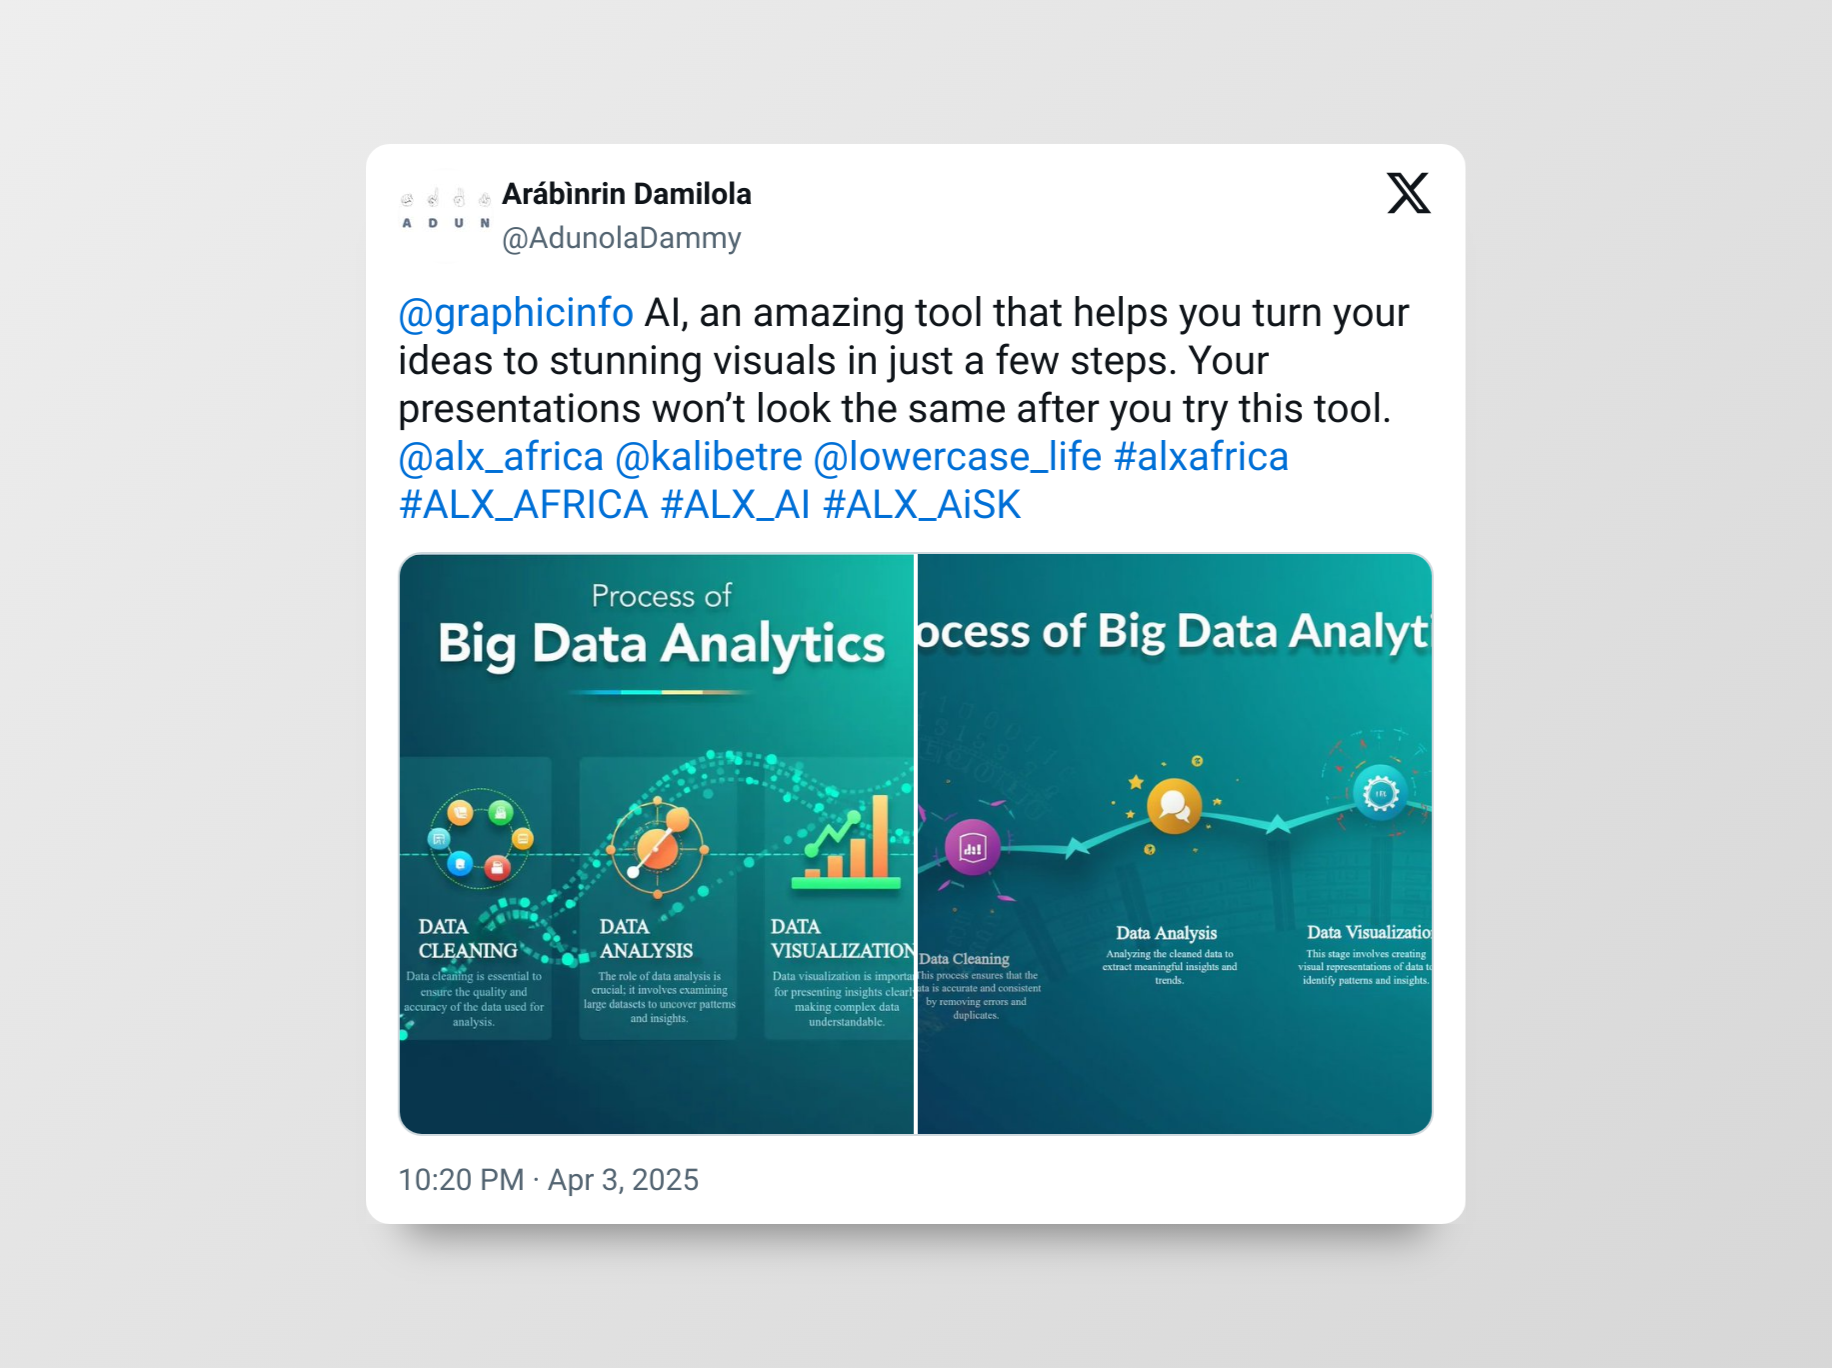 Arábìnrin Damilola
@AdunolaDammy
A D U N
@graphicinfo AI, an amazing tool that helps you turn your
ideas to stunning visuals in just a few steps. Your
presentations won’t look the same after you try this tool.
@alx_africa @kalibetre @lowercase_life #alxafrica
#ALX_AFRICA #ALX_AI #ALX_AiSK
Process of
Big Data Analytics
DATA
CLEANING
Data cleaning is essential to
ensure the quality and
accuracy of the data used for
analysis.
DATA
ANALYSIS
The role of data analysis is
crucial; it involves examining
large datasets to uncover patterns
and insights.
DATA
VISUALIZATION
Data visualization is importa
for presenting insights clearl
making complex data
understandable.
ocess of Big Data Analyti
Data Cleaning
This process ensures that the
ata is accurate and consistent
by removing errors and
duplicates.
Data Analysis
Analyzing the cleaned data to
extract meaningful insights and
trends.
Data Visualizatio
This stage involves creating
visual representations of data to
identify patterns and insights.
10:20 PM · Apr 3, 2025